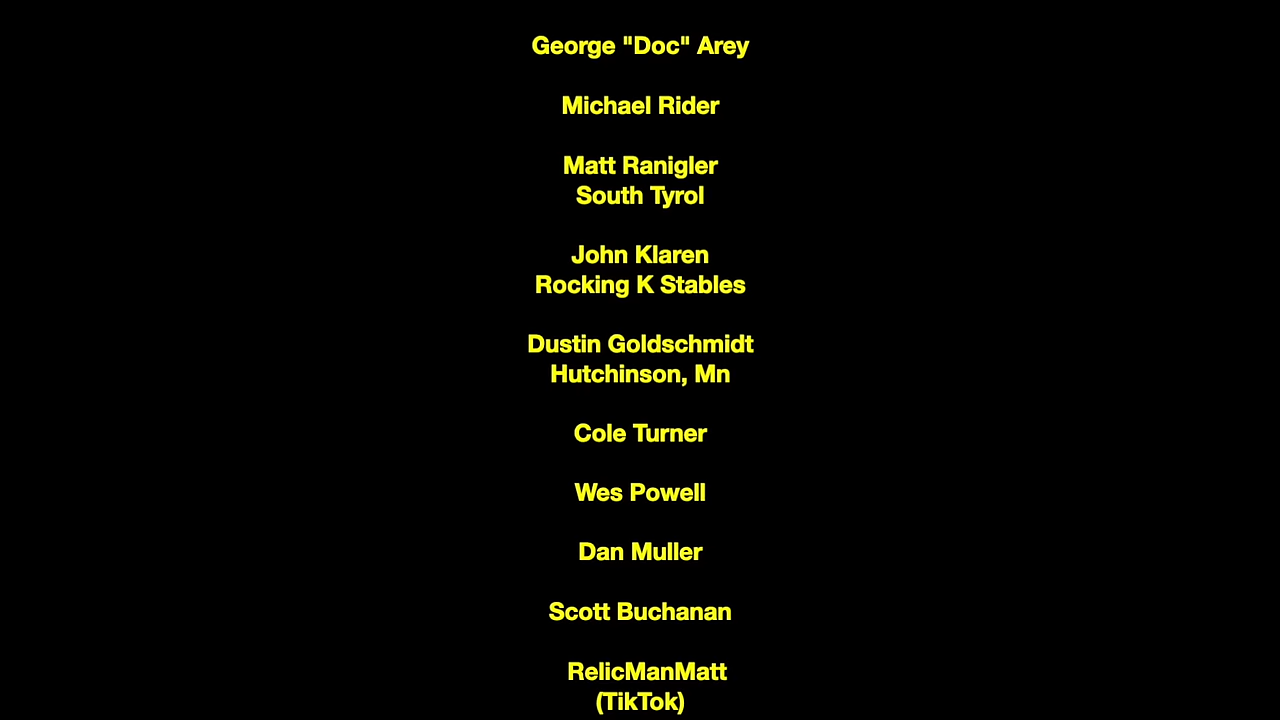 George "Doc" Arey
Michael Rider
Matt Ranigler
South Tyrol
John Klaren
Rocking K Stables
Dustin Goldschmidt
Hutchinson, Mn
Cole Turner
Wes Powell
Dan Muller
Scott Buchanan
RelicManMatt
(TikTok)